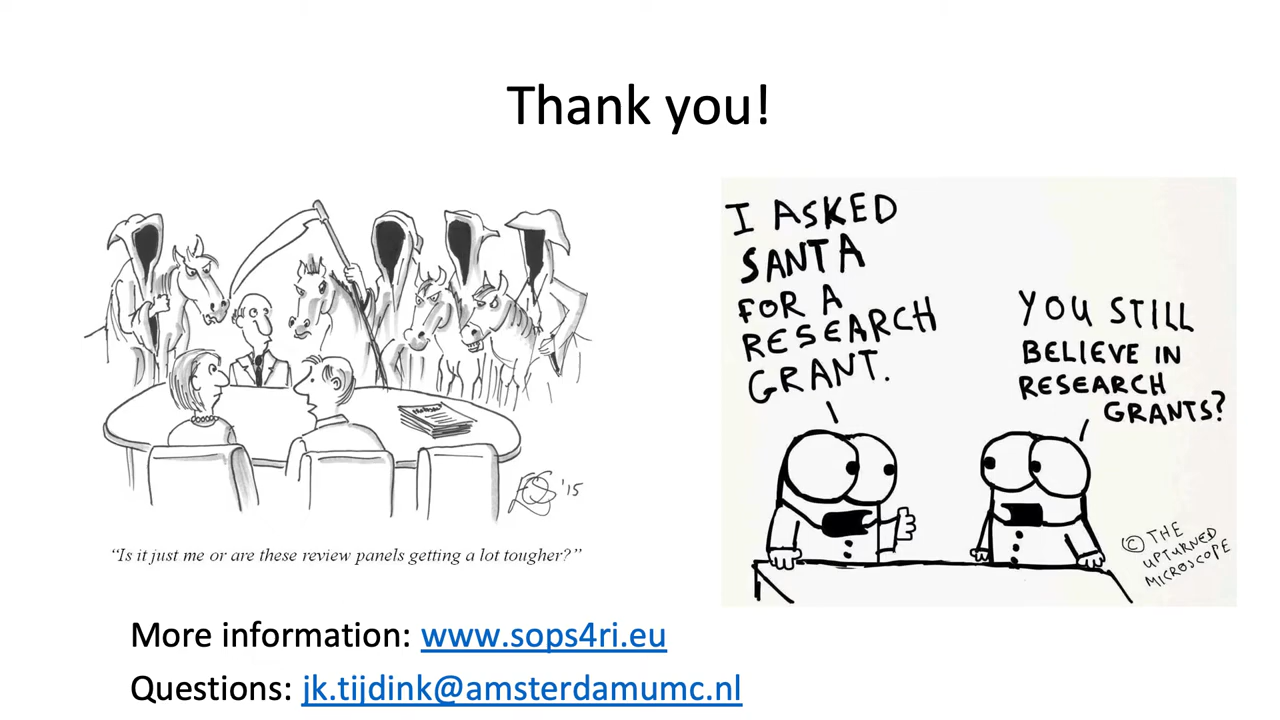 Thank you!
'15
“Is it just me or are these review panels getting a lot tougher?”
I ASKED
SANTA
FOR A
RESEARCH
GRANT.
YOU STILL
BELIEVE IN
RESEARCH
GRANTS?
© THE
UPTURNED
MICROSCOPE
More information: www.sops4ri.eu
Questions: jk.tijdink@amsterdamumc.nl